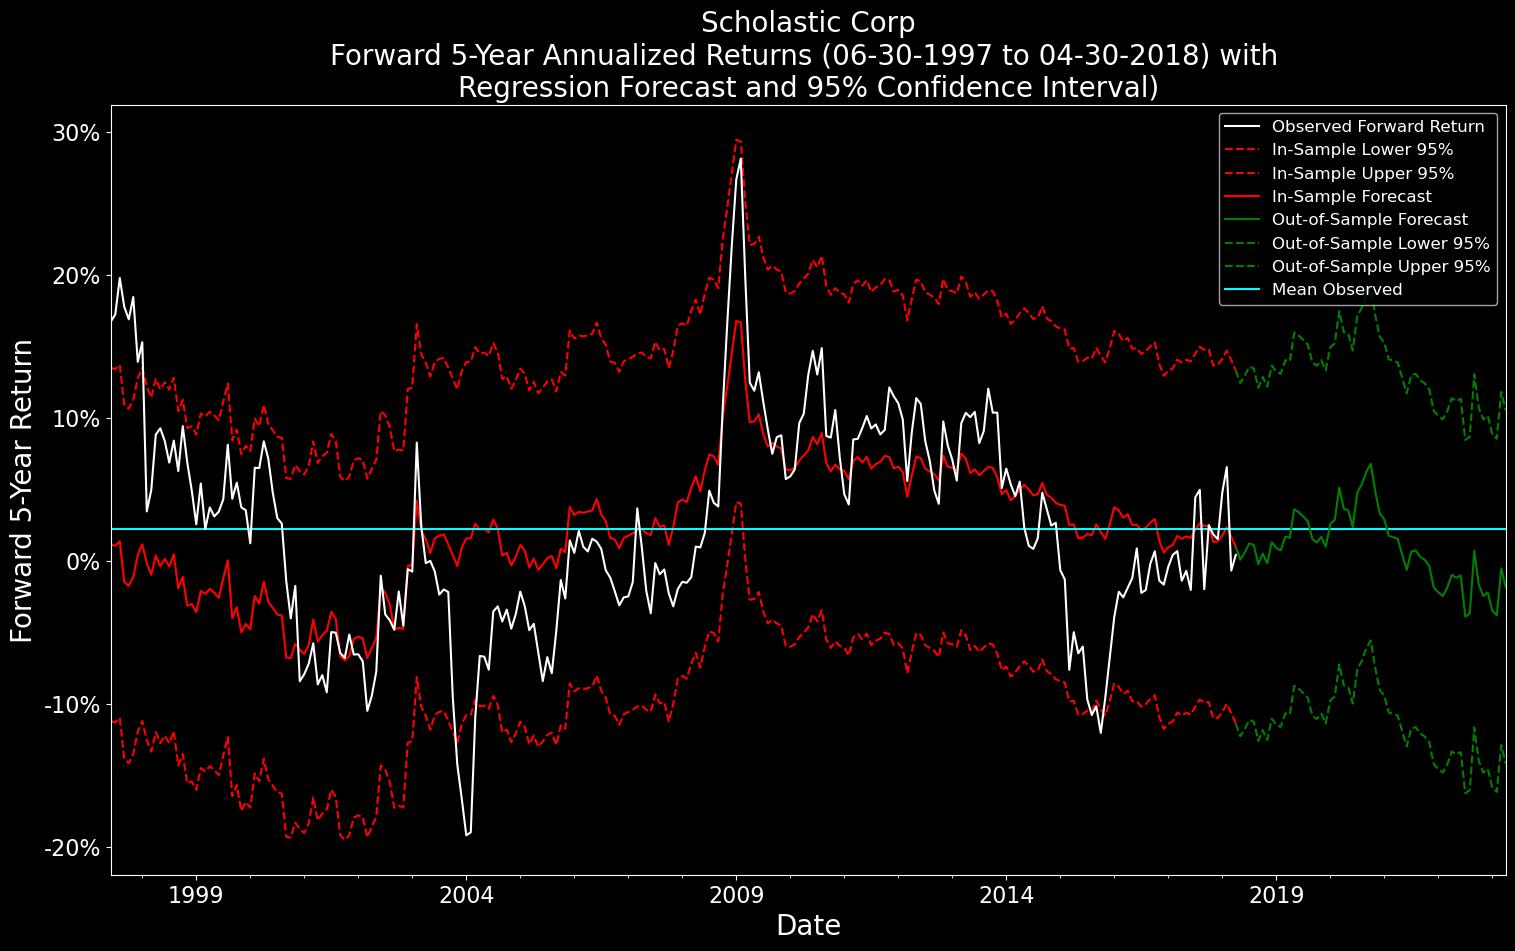 Scholastic Corp
Forward 5-Year Annualized Returns (06-30-1997 to 04-30-2018) with
Regression Forecast and 95% Confidence Interval)
Observed Forward Return
In-Sample Lower 95%
In-Sample Upper 95%
In-Sample Forecast
Out-of-Sample Forecast
Out-of-Sample Lower 95%
Out-of-Sample Upper 95%
Mean Observed
Forward 5-Year Return
30%
20%
10%
0%
-10%
-20%
1999
2004
2009
2014
2019
Date